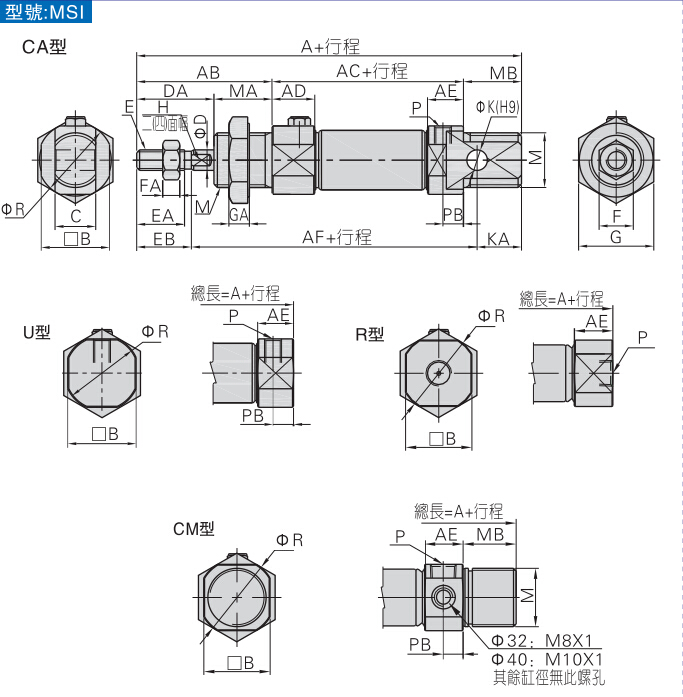 型號:MSI
CA型
A+行程
AB
AC+行程
MB
DA
MA
AD
AE
E
H
二四面幅
ΦD
P
ΦK(H9)
M
FA
M
GA
PB
ΦR
C
EA
F
□B
EB
AF+行程
KA
G
U型
ΦR
總長=A+行程
P
AE
□B
PB
R型
ΦR
總長=A+行程
AE
P
□B
CM型
ΦR
總長=A+行程
P
AE
MB
M
□B
PB
Φ32: M8X1
Φ40: M10X1
其餘缸徑無此螺孔